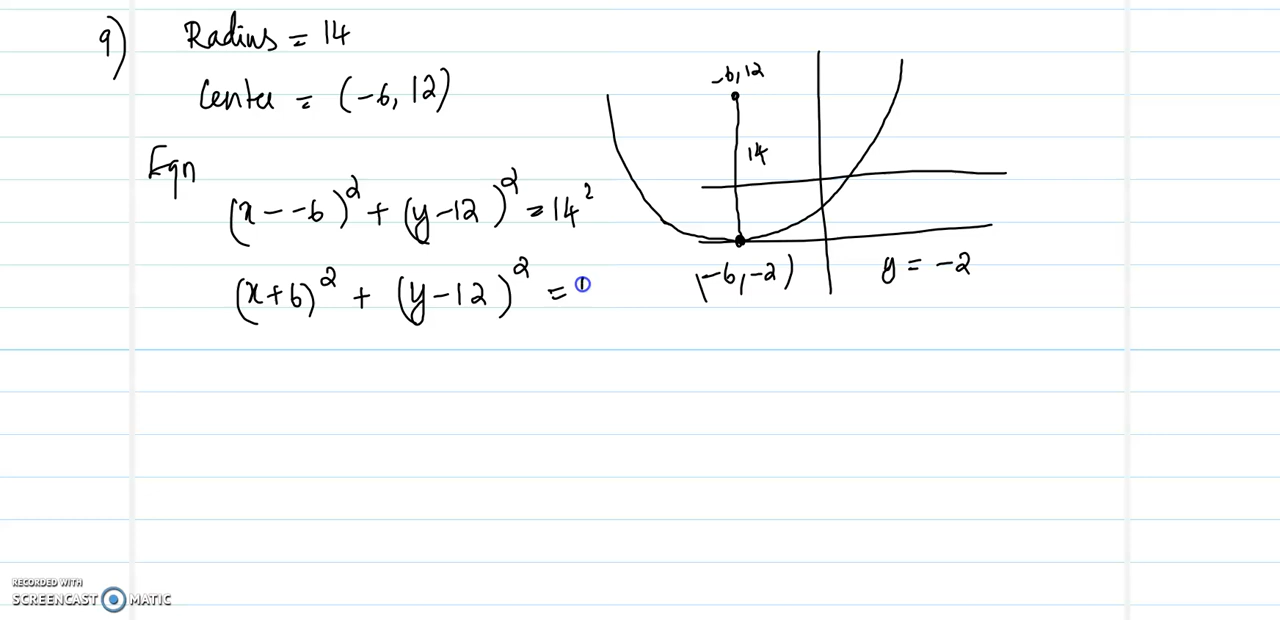 9) Radius = 14
Center = (-6, 12)
Eqn
(x - -6)² + (y-12)² = 14²
(x+6)² + (y-12)² =
-6, 12
14
(-6, -2)
y = -2
RECORDED WITH
SCREENCAST MATIC